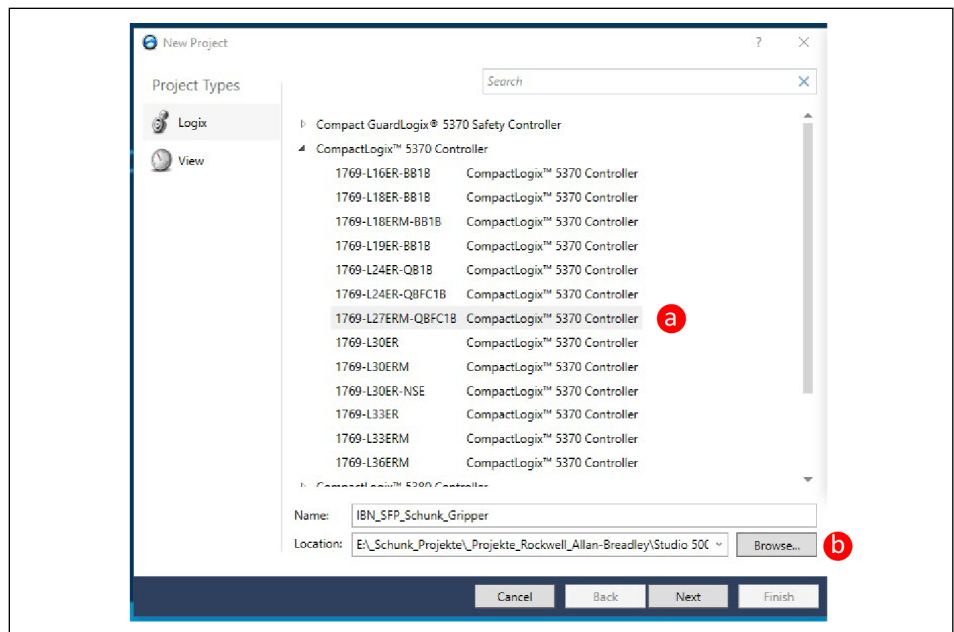 New Project
?
Project Types
Search
Logix
View
Compact GuardLogix® 5370 Safety Controller
CompactLogix™ 5370 Controller
1769-L16ER-BB1B CompactLogix™ 5370 Controller
1769-L18ER-BB1B CompactLogix™ 5370 Controller
1769-L18ERM-BB1B CompactLogix™ 5370 Controller
1769-L19ER-BB1B CompactLogix™ 5370 Controller
1769-L24ER-QB1B CompactLogix™ 5370 Controller
1769-L24ER-QBFC1B CompactLogix™ 5370 Controller
1769-L27ERM-QBFC1B CompactLogix™ 5370 Controller a
1769-L30ER CompactLogix™ 5370 Controller
1769-L30ERM CompactLogix™ 5370 Controller
1769-L30ER-NSE CompactLogix™ 5370 Controller
1769-L33ER CompactLogix™ 5370 Controller
1769-L33ERM CompactLogix™ 5370 Controller
1769-L36ERM CompactLogix™ 5370 Controller
CompactLogix™ 5380 Controller
Name: IBN_SFP_Schunk_Gripper
Location: E:\_Schunk_Projekte\_Projekte_Rockwell_Allan-Breadley\Studio 500 Browse... b
Cancel Back Next Finish